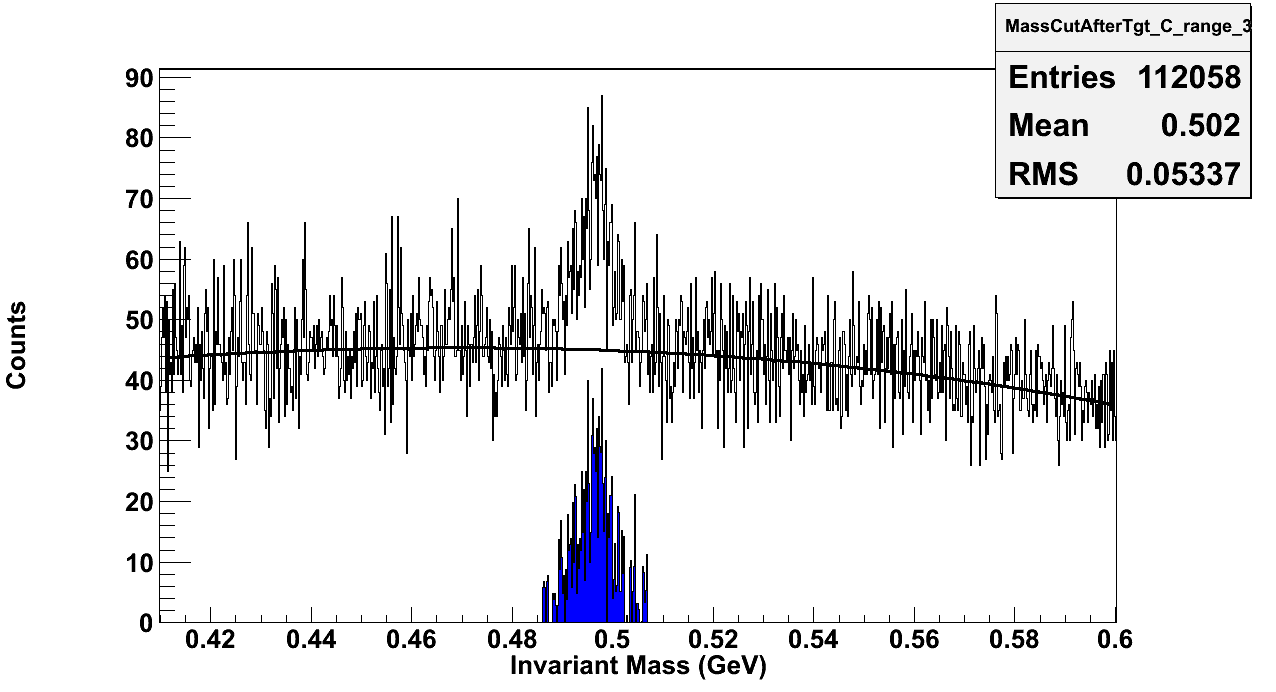 MassCutAfterTgt_C_range_3
Entries 112058
Mean 0.502
RMS 0.05337
90
80
70
60
50
40
30
20
10
0
Counts
0.42 0.44 0.46 0.48 0.5 0.52 0.54 0.56 0.58 0.6
Invariant Mass (GeV)